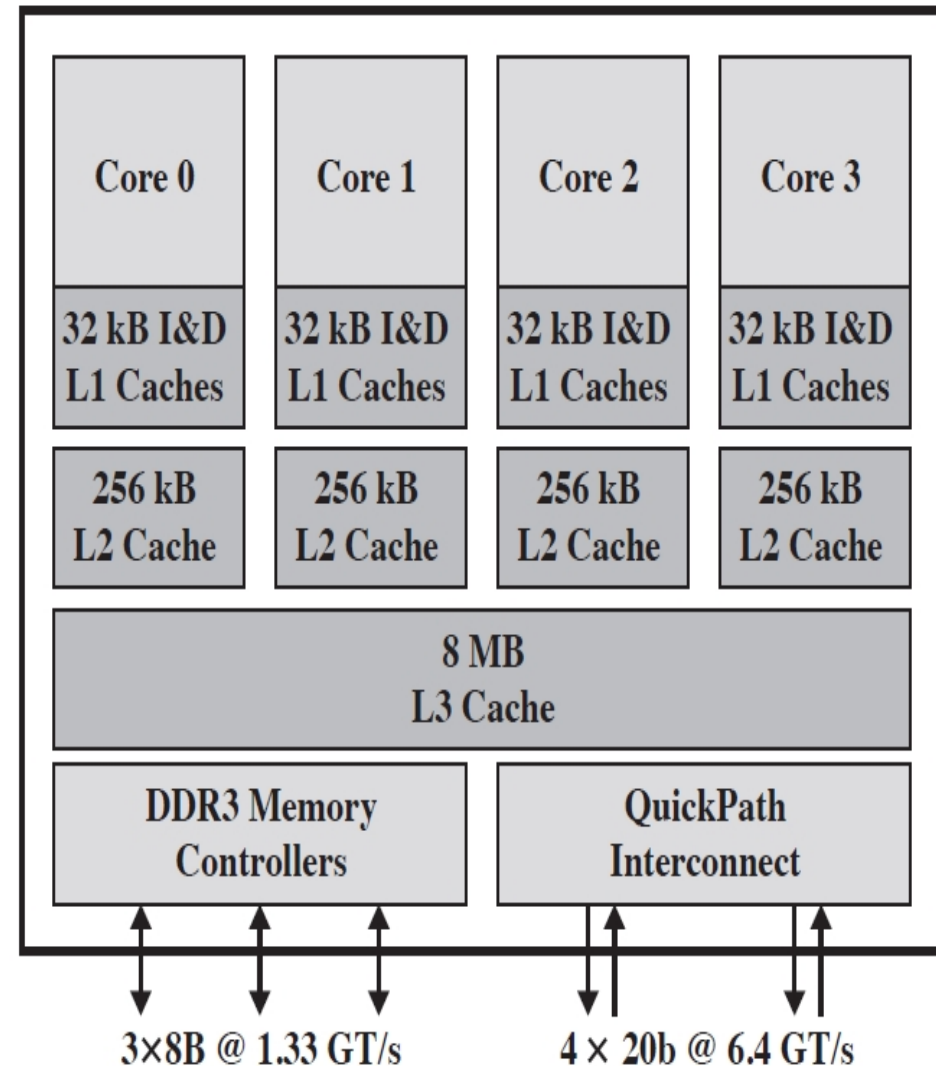 Core 0
Core 1
Core 2
Core 3
32 kB I&D
L1 Caches
32 kB I&D
L1 Caches
32 kB I&D
L1 Caches
32 kB I&D
L1 Caches
256 kB
L2 Cache
256 kB
L2 Cache
256 kB
L2 Cache
256 kB
L2 Cache
8 MB
L3 Cache
DDR3 Memory
Controllers
QuickPath
Interconnect
3×8B @ 1.33 GT/s
4 × 20b @ 6.4 GT/s